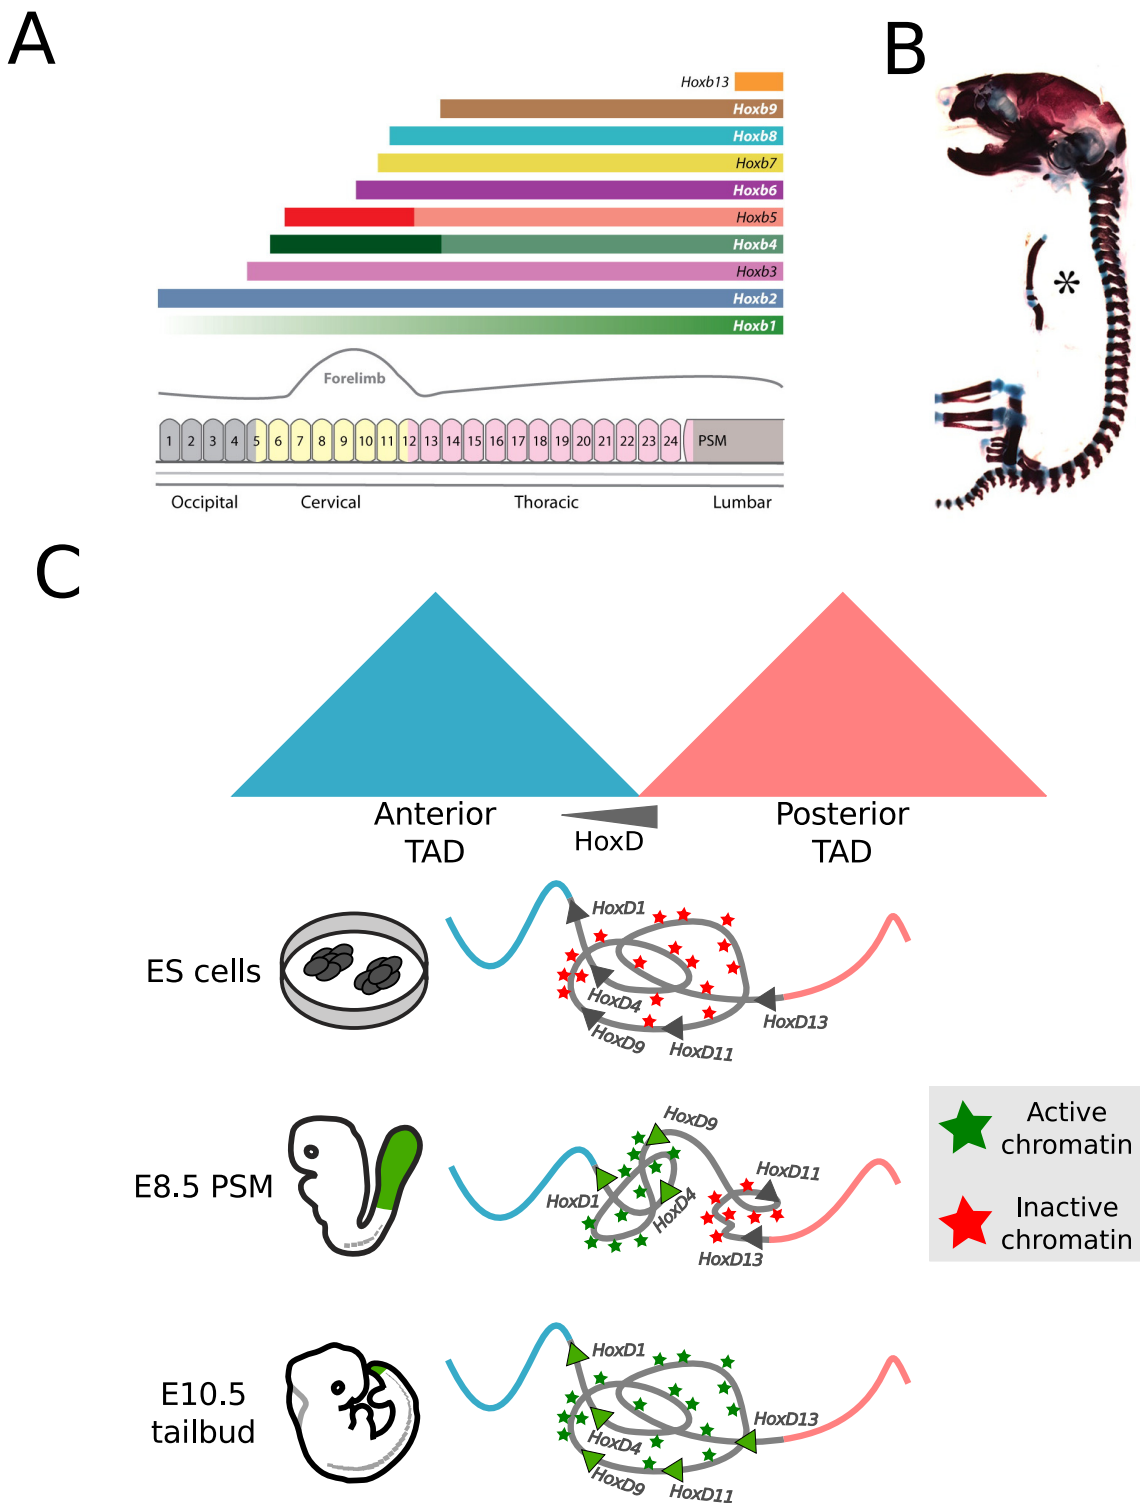 A
B
Hoxb13
Hoxb9
Hoxb8
Hoxb7
Hoxb6
Hoxb5
Hoxb4
Hoxb3
Hoxb2
Hoxb1
Forelimb
1 2 3 4 5 6 7 8 9 10 11 12 13 14 15 16 17 18 19 20 21 22 23 24 PSM
Occipital Cervical Thoracic Lumbar
*
C
Anterior
TAD
HoxD
Posterior
TAD
ES cells
HoxD1
HoxD4
HoxD9
HoxD11
HoxD13
E8.5 PSM
HoxD9
HoxD1
HoxD4
HoxD11
HoxD13
Active
chromatin
Inactive
chromatin
E10.5
tailbud
HoxD1
HoxD13
HoxD4
HoxD9
HoxD11